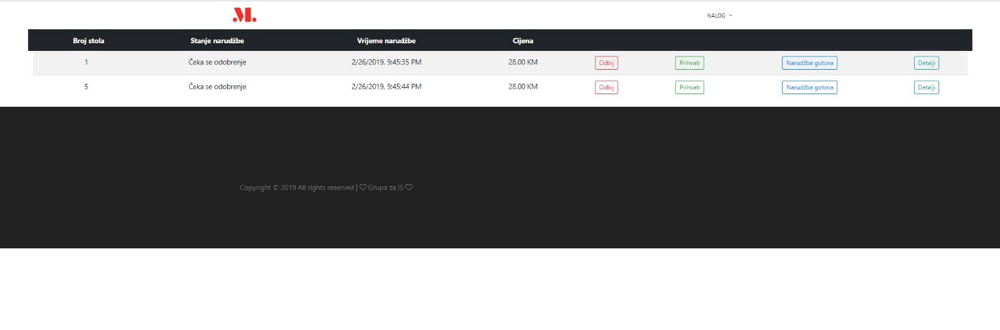 M.
NALOG
Broj stola Stanje narudžbe Vrijeme narudžbe Cijena
1 Čeka se odobrenje 2/26/2019, 9:45:35 PM 28.00 KM Odbij Prihvati Narudžba gotova Detalji
5 Čeka se odobrenje 2/26/2019, 9:45:44 PM 28.00 KM Odbij Prihvati Narudžba gotova Detalji
Copyright © 2019 All rights reserved | ♡ Grupa za IS ♡